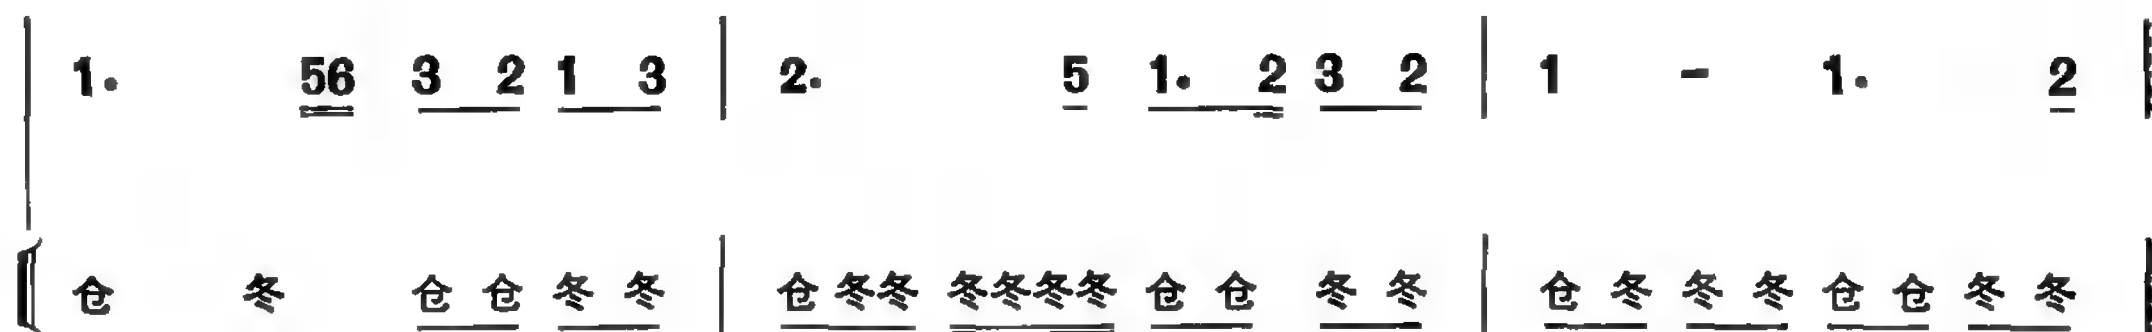 1. 56 3 2 1 3 | 2. 5 1. 2 3 2 | 1 - 1. 2
仓 冬 仓 仓 冬 冬 | 仓 冬冬 冬冬冬冬 仓 仓 冬 冬 | 仓 冬 冬 冬 仓 仓 冬 冬